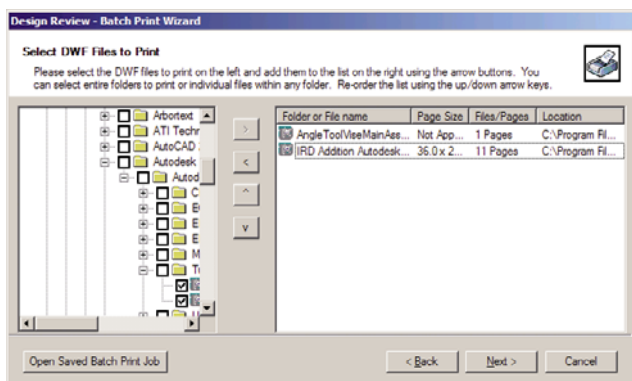 Design Review - Batch Print Wizard
Select DWF Files to Print
Please select the DWF files to print on the left and add them to the list on the right using the arrow buttons. You
can select entire folders to print or individual files within any folder. Re-order the list using the up/down arrow keys.
Arbortext
ATI Techr
AutoCAD
Autodesk
Autod
C
E
E
M
T
>
<
^
v
Folder or File name Page Size Files/Pages Location
AngleToolViseMainAss... Not App... 1 Pages C:\Program Fil...
IRD Addition Autodesk... 36.0 x 2... 11 Pages C:\Program Fil...
Open Saved Batch Print Job
< Back Next > Cancel